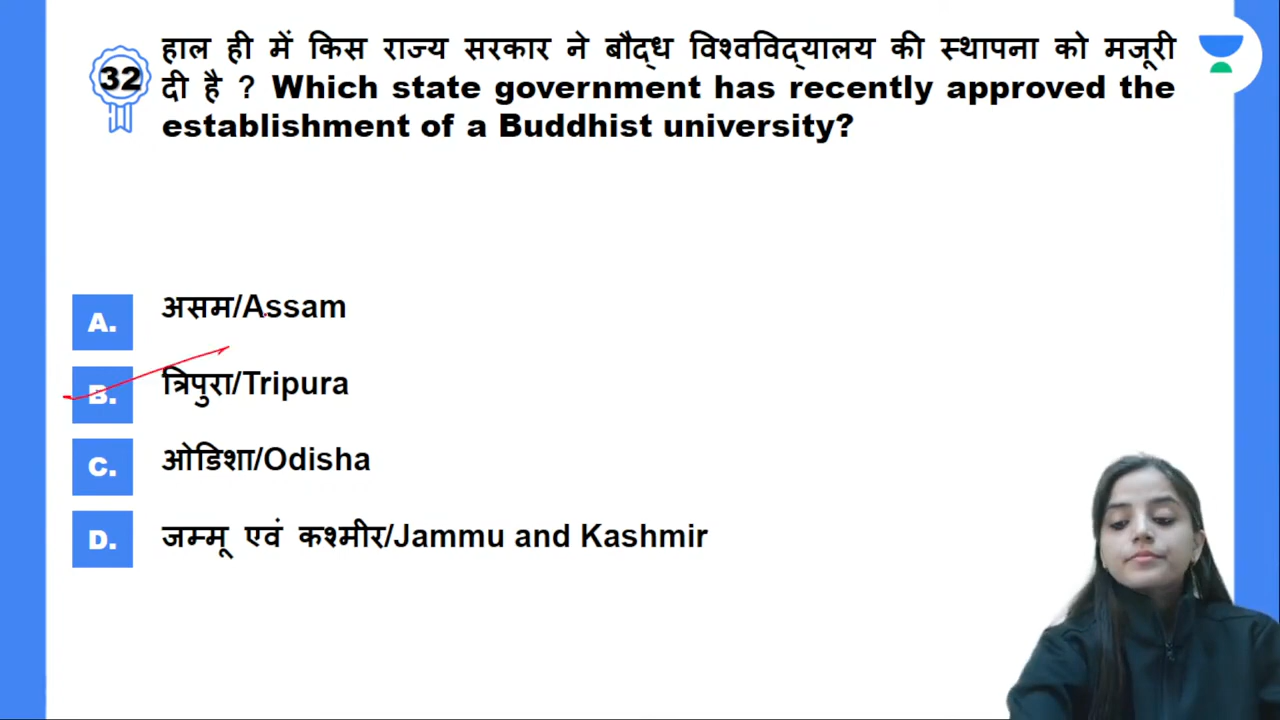 32
हाल ही में किस राज्य सरकार ने बौद्ध विश्वविद्यालय की स्थापना को मजूरी
दी है ? Which state government has recently approved the
establishment of a Buddhist university?
A. असम/Assam
B. त्रिपुरा/Tripura
C. ओडिशा/Odisha
D. जम्मू एवं कश्मीर/Jammu and Kashmir